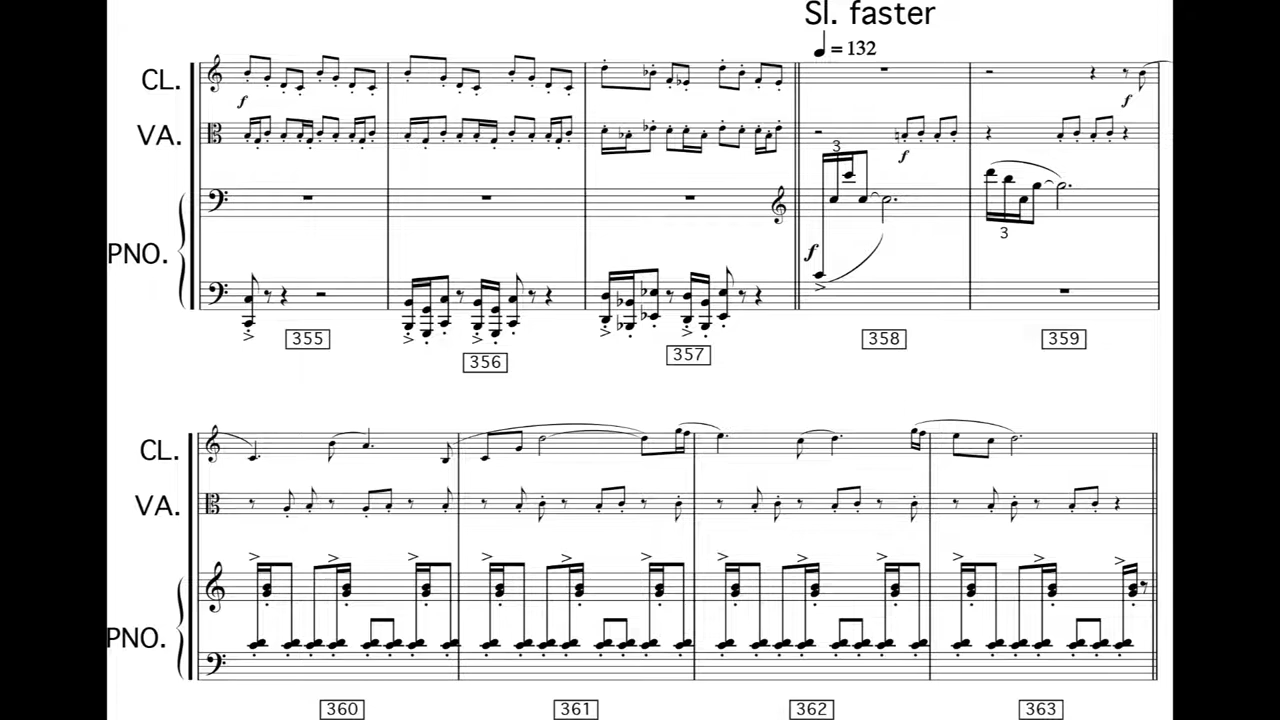 Sl. faster
= 132
CL.
f
VA.
f
f
3
PNO.
f
3
355
356
357
358
359
CL.
VA.
PNO.
360
361
362
363